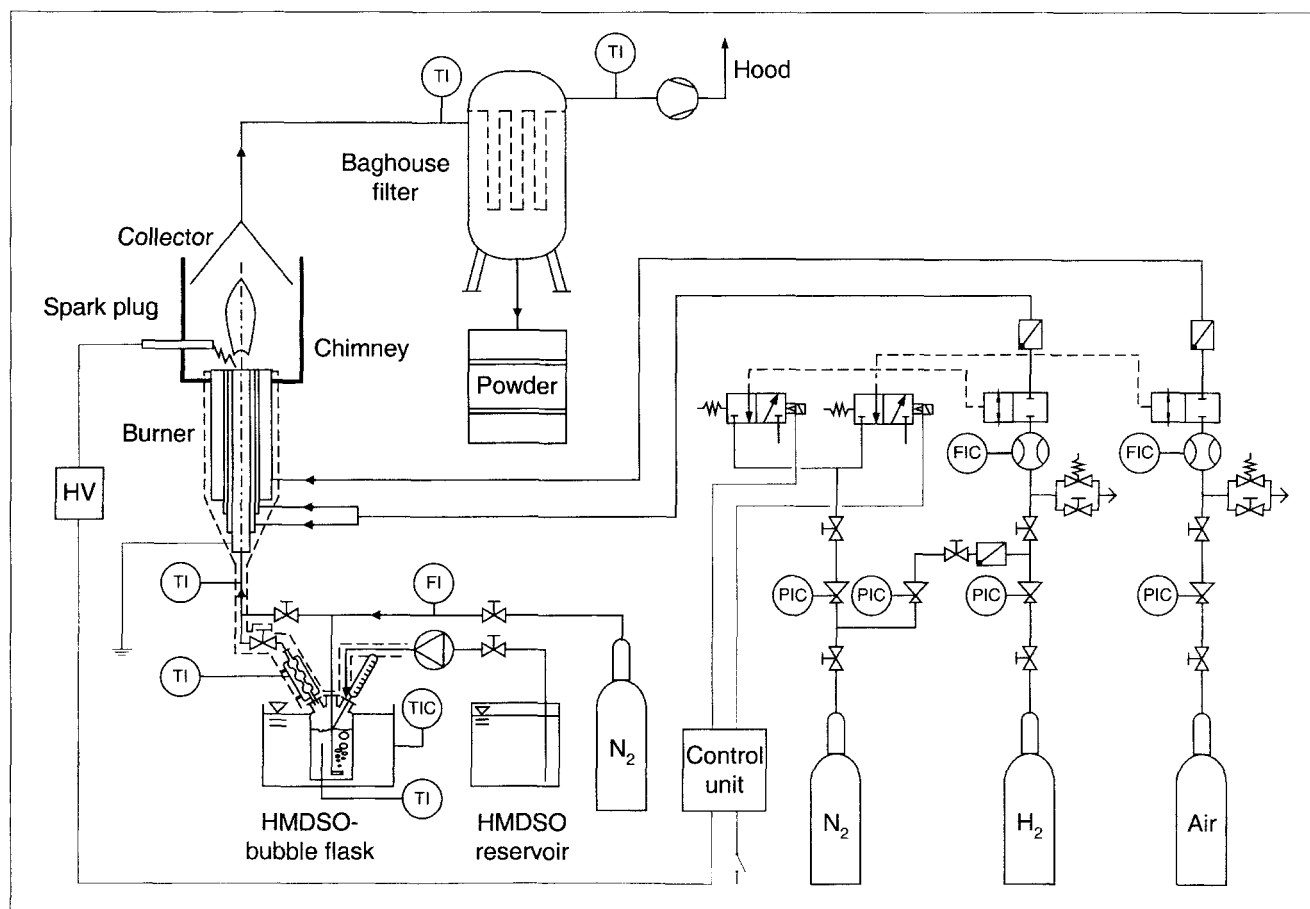 TI
TI
Hood
Baghouse
filter
Collector
Spark plug
Chimney
Powder
Burner
HV
FIC
FIC
TI
FI
PIC
PIC
PIC
PIC
TI
TIC
N2
Control
unit
TI
N2
H2
Air
HMDSO-
bubble flask
HMDSO
reservoir